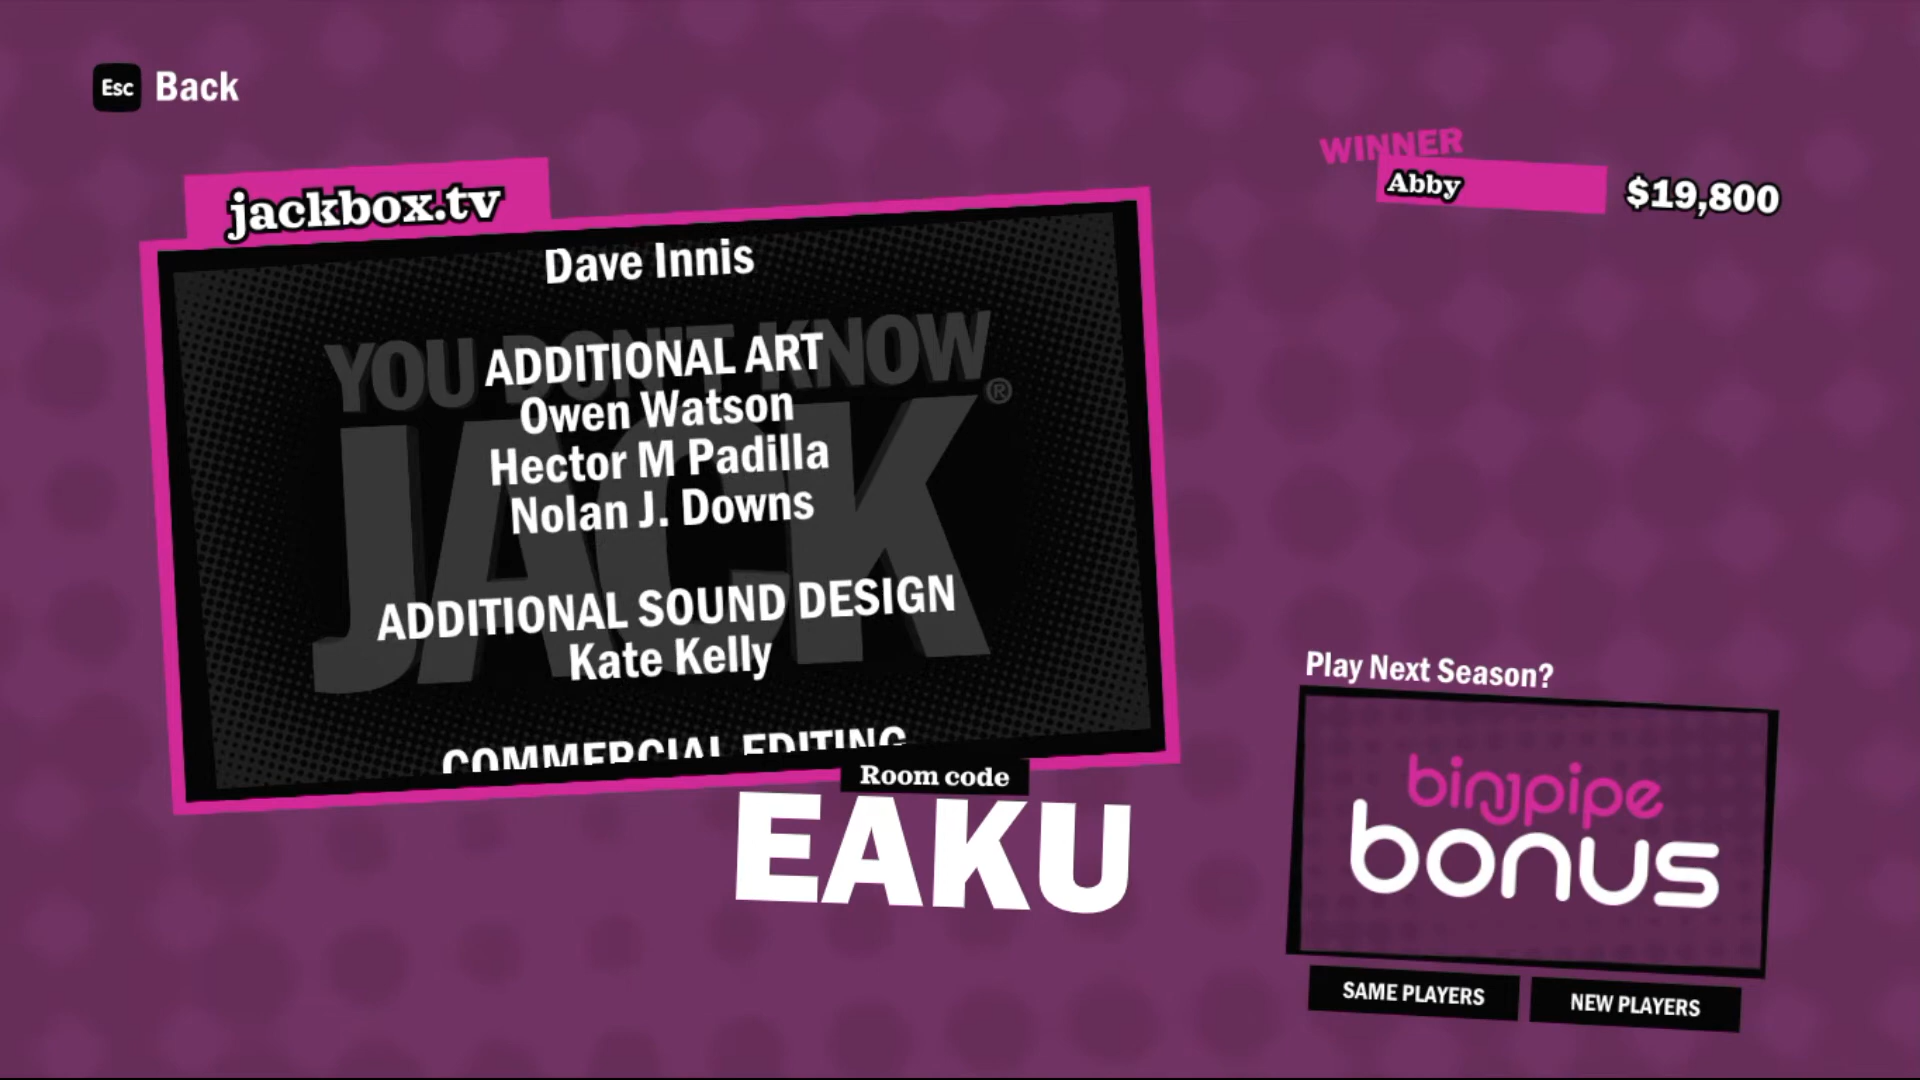 Esc Back
jackbox.tv
Dave Innis
YOU DON'T KNOW
JACK®
ADDITIONAL ART
Owen Watson
Hector M Padilla
Nolan J. Downs
ADDITIONAL SOUND DESIGN
Kate Kelly
COMMERCIAL EDITING
Room code
EAKU
WINNER
Abby $19,800
Play Next Season?
binjpipe
bonus
SAME PLAYERS NEW PLAYERS